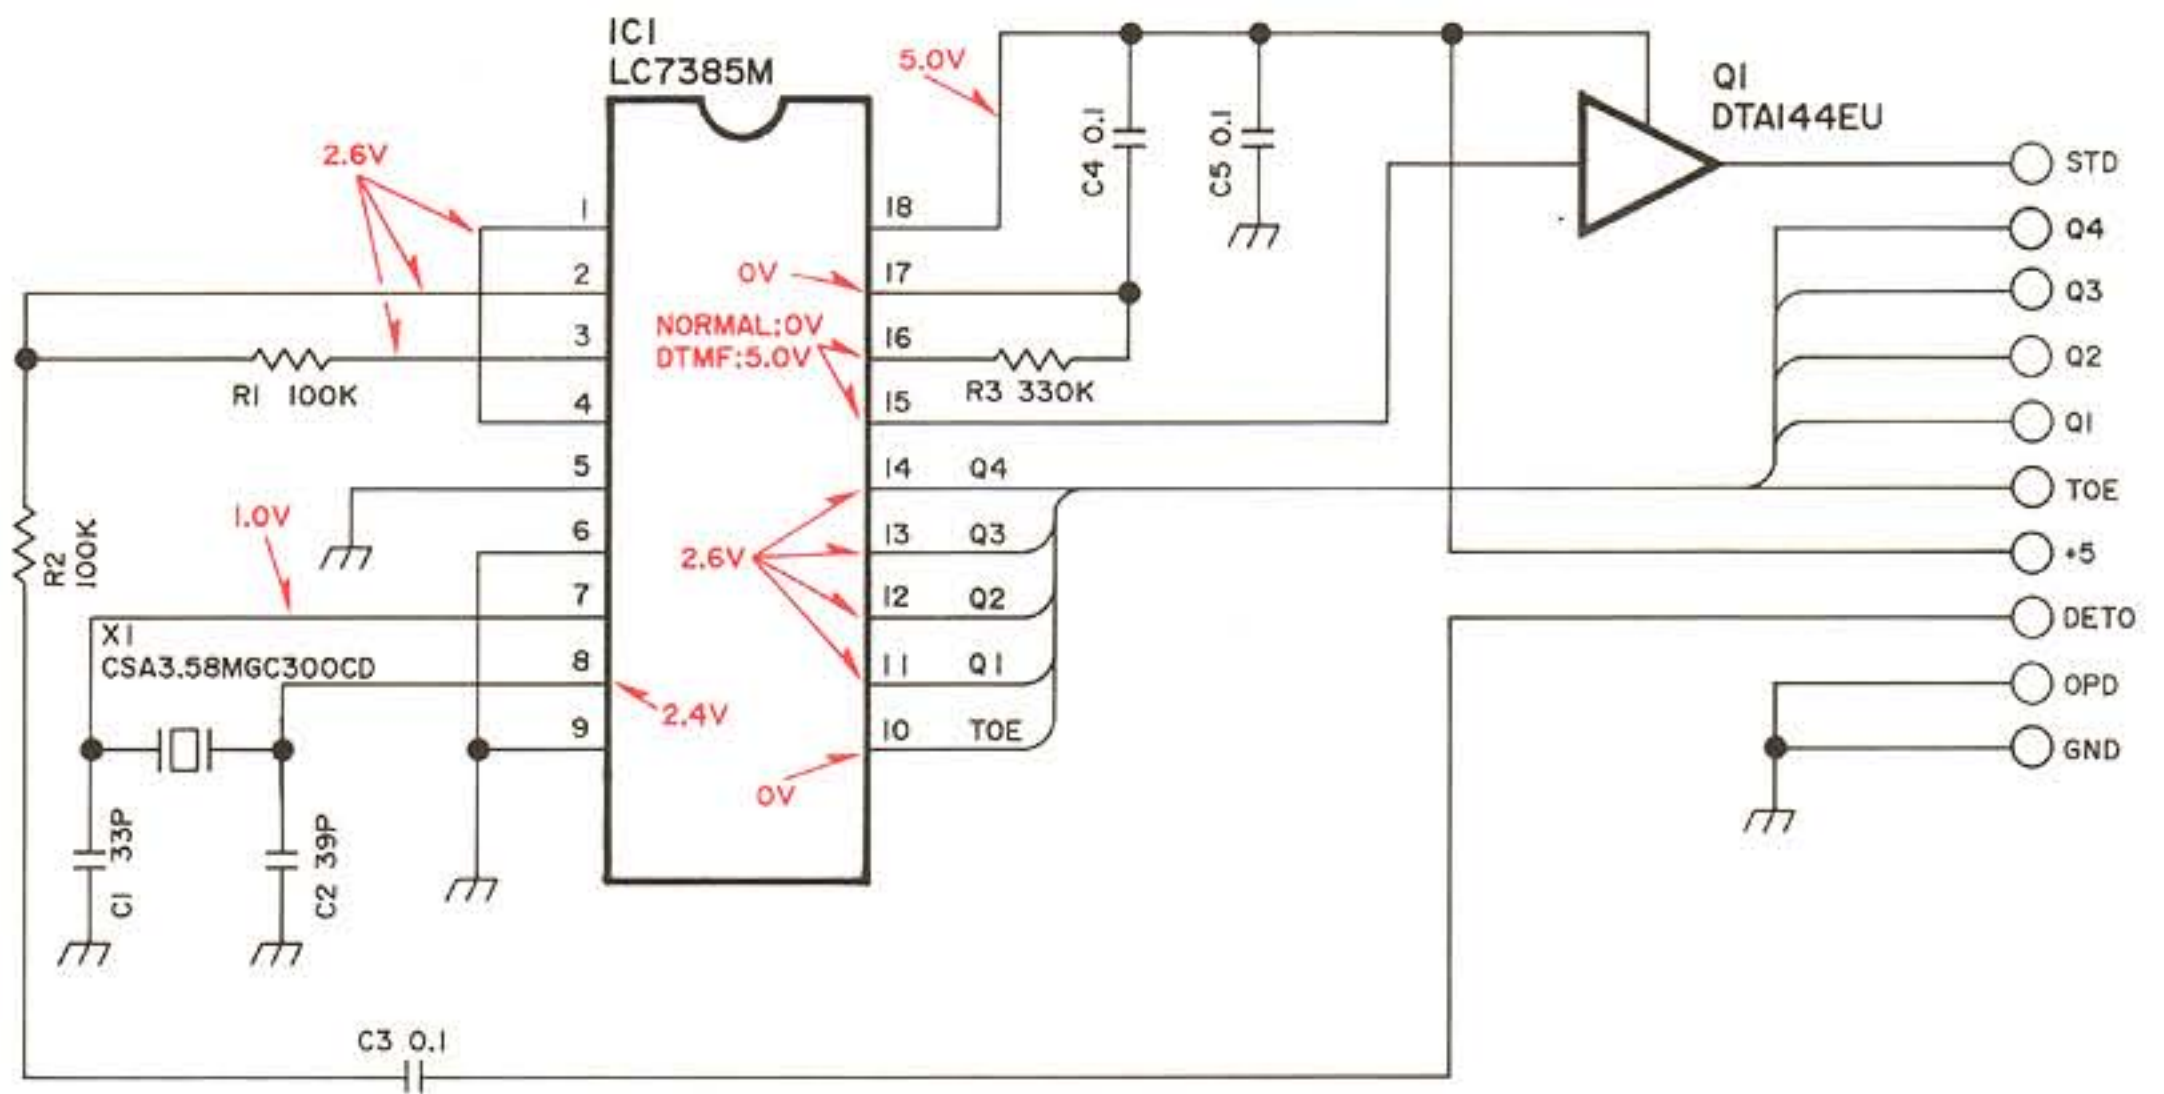 IC1
LC7385M
5.0V
Q1
DTA144EU
C4 0.1
C5 0.1
2.6V
STD
1
18
Q4
2
0V
17
Q3
3
NORMAL:0V
DTMF:5.0V
16
Q2
R1 100K
R3 330K
4
15
Q1
5
14 Q4
TOE
1.0V
R2
100K
6
2.6V
13 Q3
+5
7
12 Q2
DETO
X1
CSA3.58MGC300CD
8
11 Q1
OPD
2.4V
9
10 TOE
GND
0V
C1 33P
C2 39P
C3 0.1